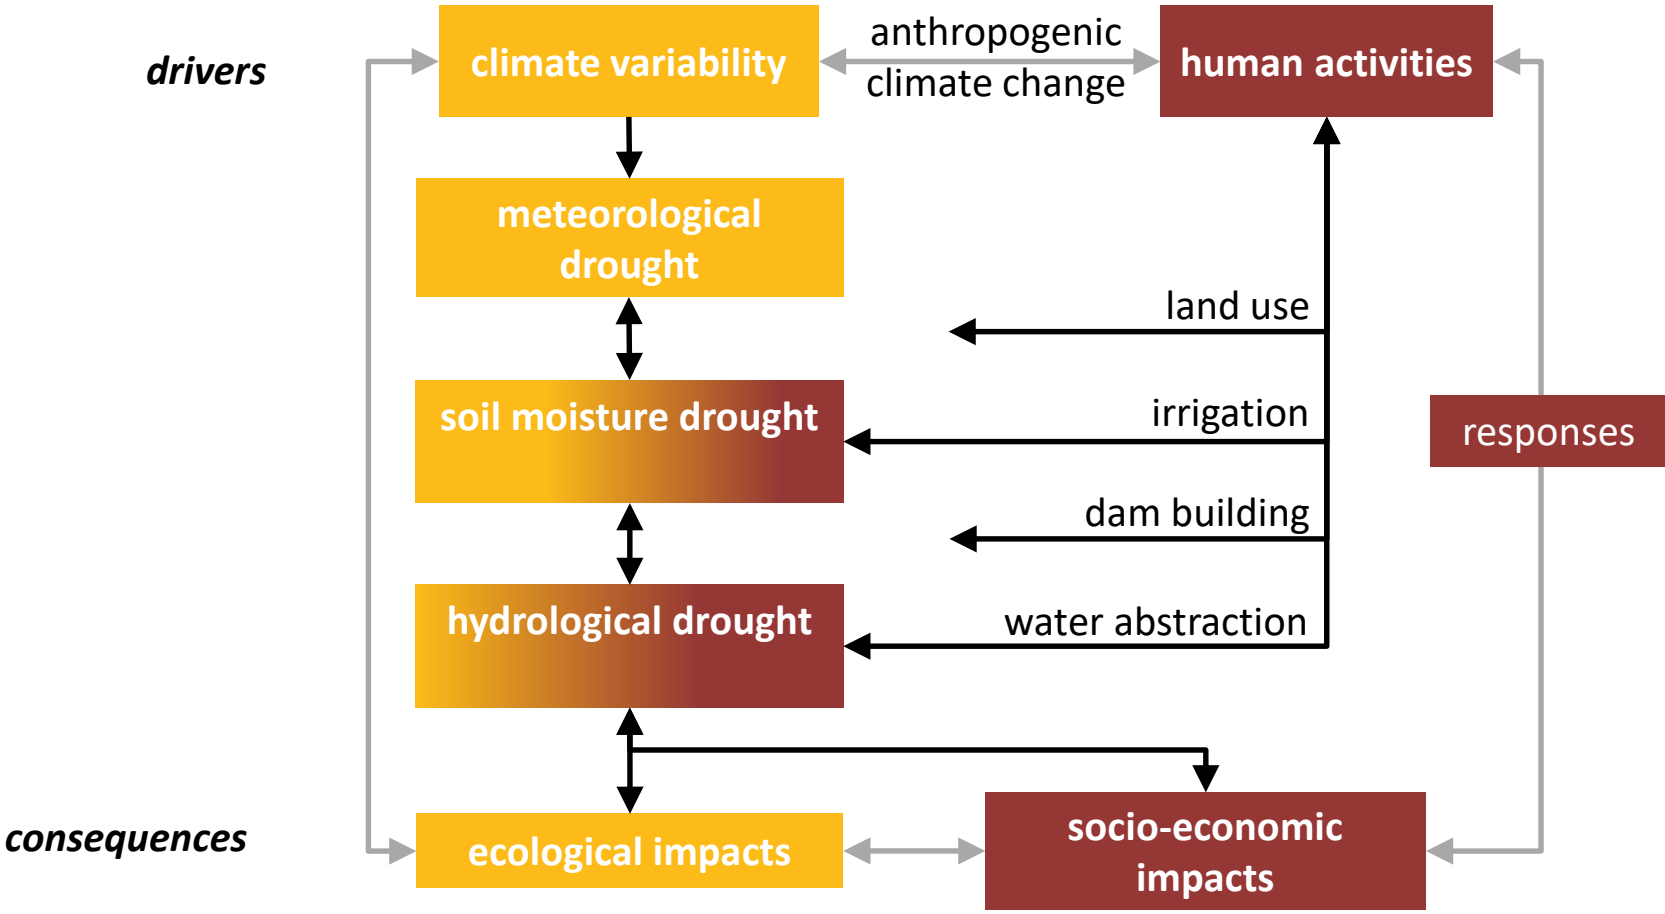 drivers
climate variability
anthropogenic
climate change
human activities
meteorological
drought
land use
soil moisture drought
irrigation
responses
dam building
hydrological drought
water abstraction
consequences
ecological impacts
socio-economic
impacts